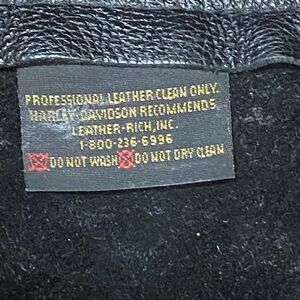 PROFESSIONAL LEATHER CLEAN ONLY.
HARLEY-DAVIDSON RECOMMENDS
LEATHER-RICH, INC.
1-800-236-6996
DO NOT WASH DO NOT DRY CLEAN